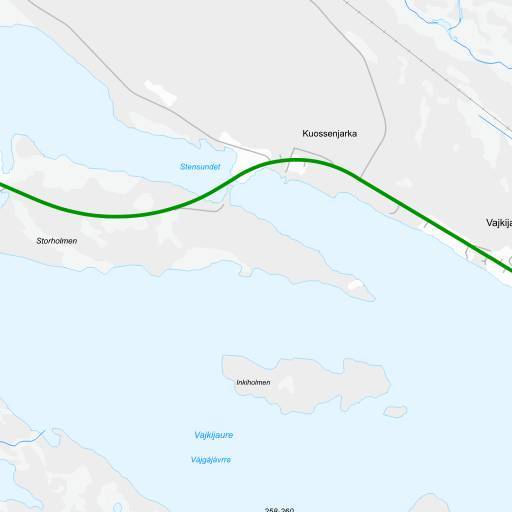 Kuossenjarka
Stensundet
Vajkija
Storholmen
Inkiholmen
Vajkijaure
Vájgájávrre